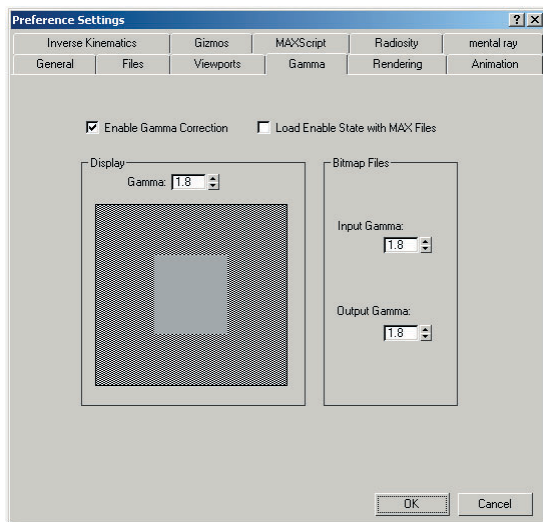 Preference Settings
Inverse Kinematics Gizmos MAXScript Radiosity mental ray
General Files Viewports Gamma Rendering Animation
Enable Gamma Correction Load Enable State with MAX Files
Display
Gamma: 1.8
Bitmap Files
Input Gamma:
1.8
Output Gamma:
1.8
OK Cancel